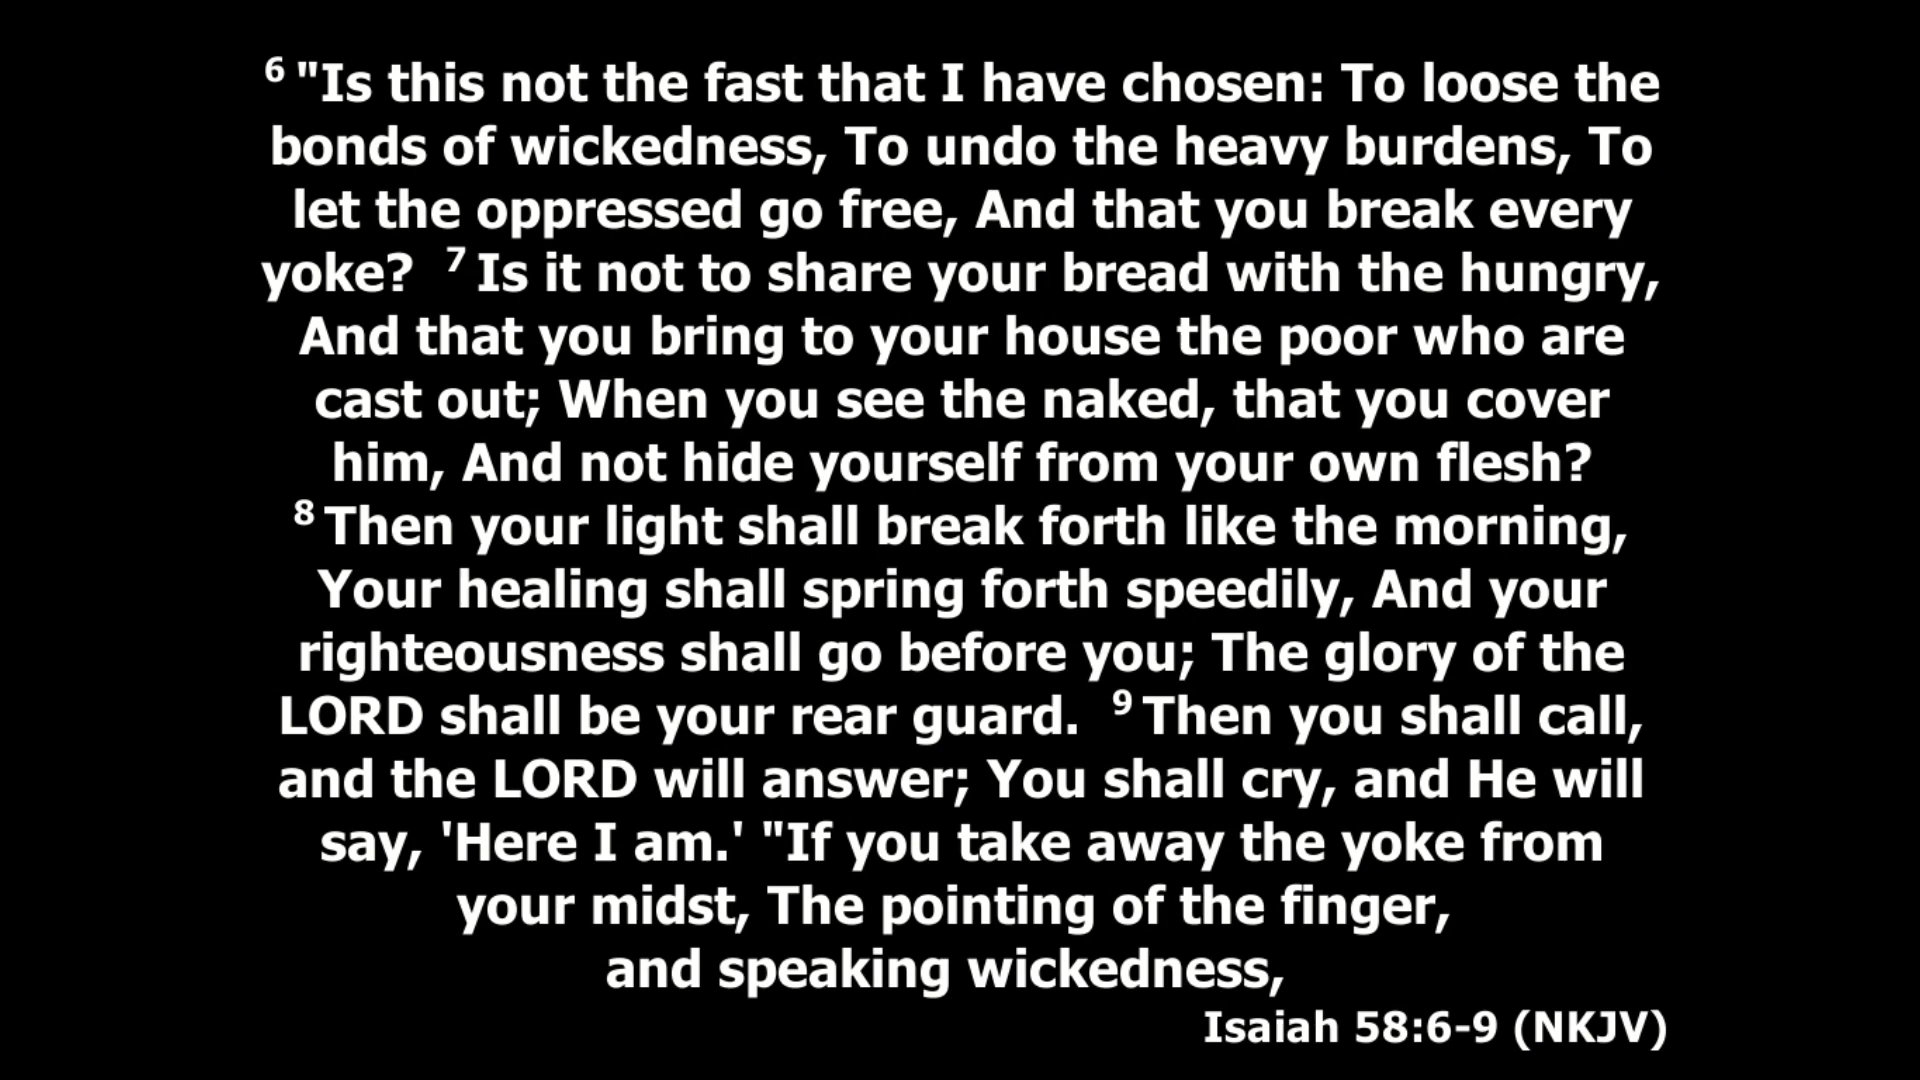 6 "Is this not the fast that I have chosen: To loose the
bonds of wickedness, To undo the heavy burdens, To
let the oppressed go free, And that you break every
yoke?  7 Is it not to share your bread with the hungry,
And that you bring to your house the poor who are
cast out; When you see the naked, that you cover
him, And not hide yourself from your own flesh?
8 Then your light shall break forth like the morning,
Your healing shall spring forth speedily, And your
righteousness shall go before you; The glory of the
LORD shall be your rear guard.  9 Then you shall call,
and the LORD will answer; You shall cry, and He will
say, 'Here I am.' "If you take away the yoke from
your midst, The pointing of the finger,
and speaking wickedness,
Isaiah 58:6-9 (NKJV)